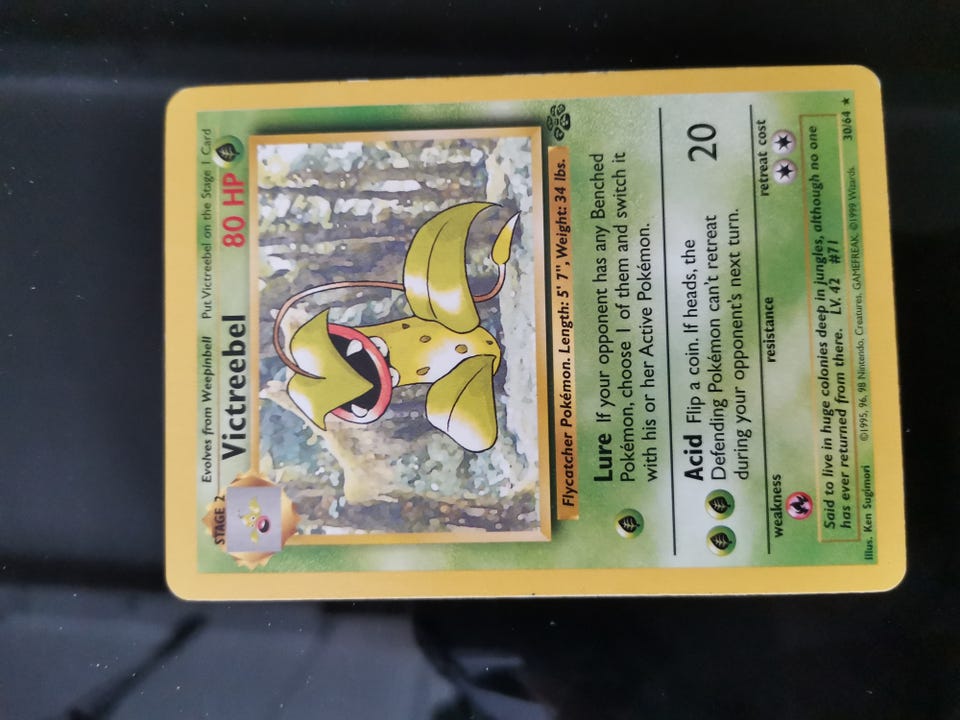 STAGE 2
Evolves from Weepinbell Put Victreebel on the Stage 1 Card
Victreebel 80 HP
Flycatcher Pokémon. Length: 5' 7", Weight: 34 lbs.
Lure If your opponent has any Benched
Pokémon, choose 1 of them and switch it
with his or her Active Pokémon.
Acid Flip a coin. If heads, the
Defending Pokémon can't retreat
during your opponent's next turn.
20
weakness resistance retreat cost
Said to live in huge colonies deep in jungles, although no one
has ever returned from there. LV. 42 #71
Illus. Ken Sugimori ©1995, 96, 98 Nintendo, Creatures, GAMEFREAK. ©1999 Wizards. 30/64 ★